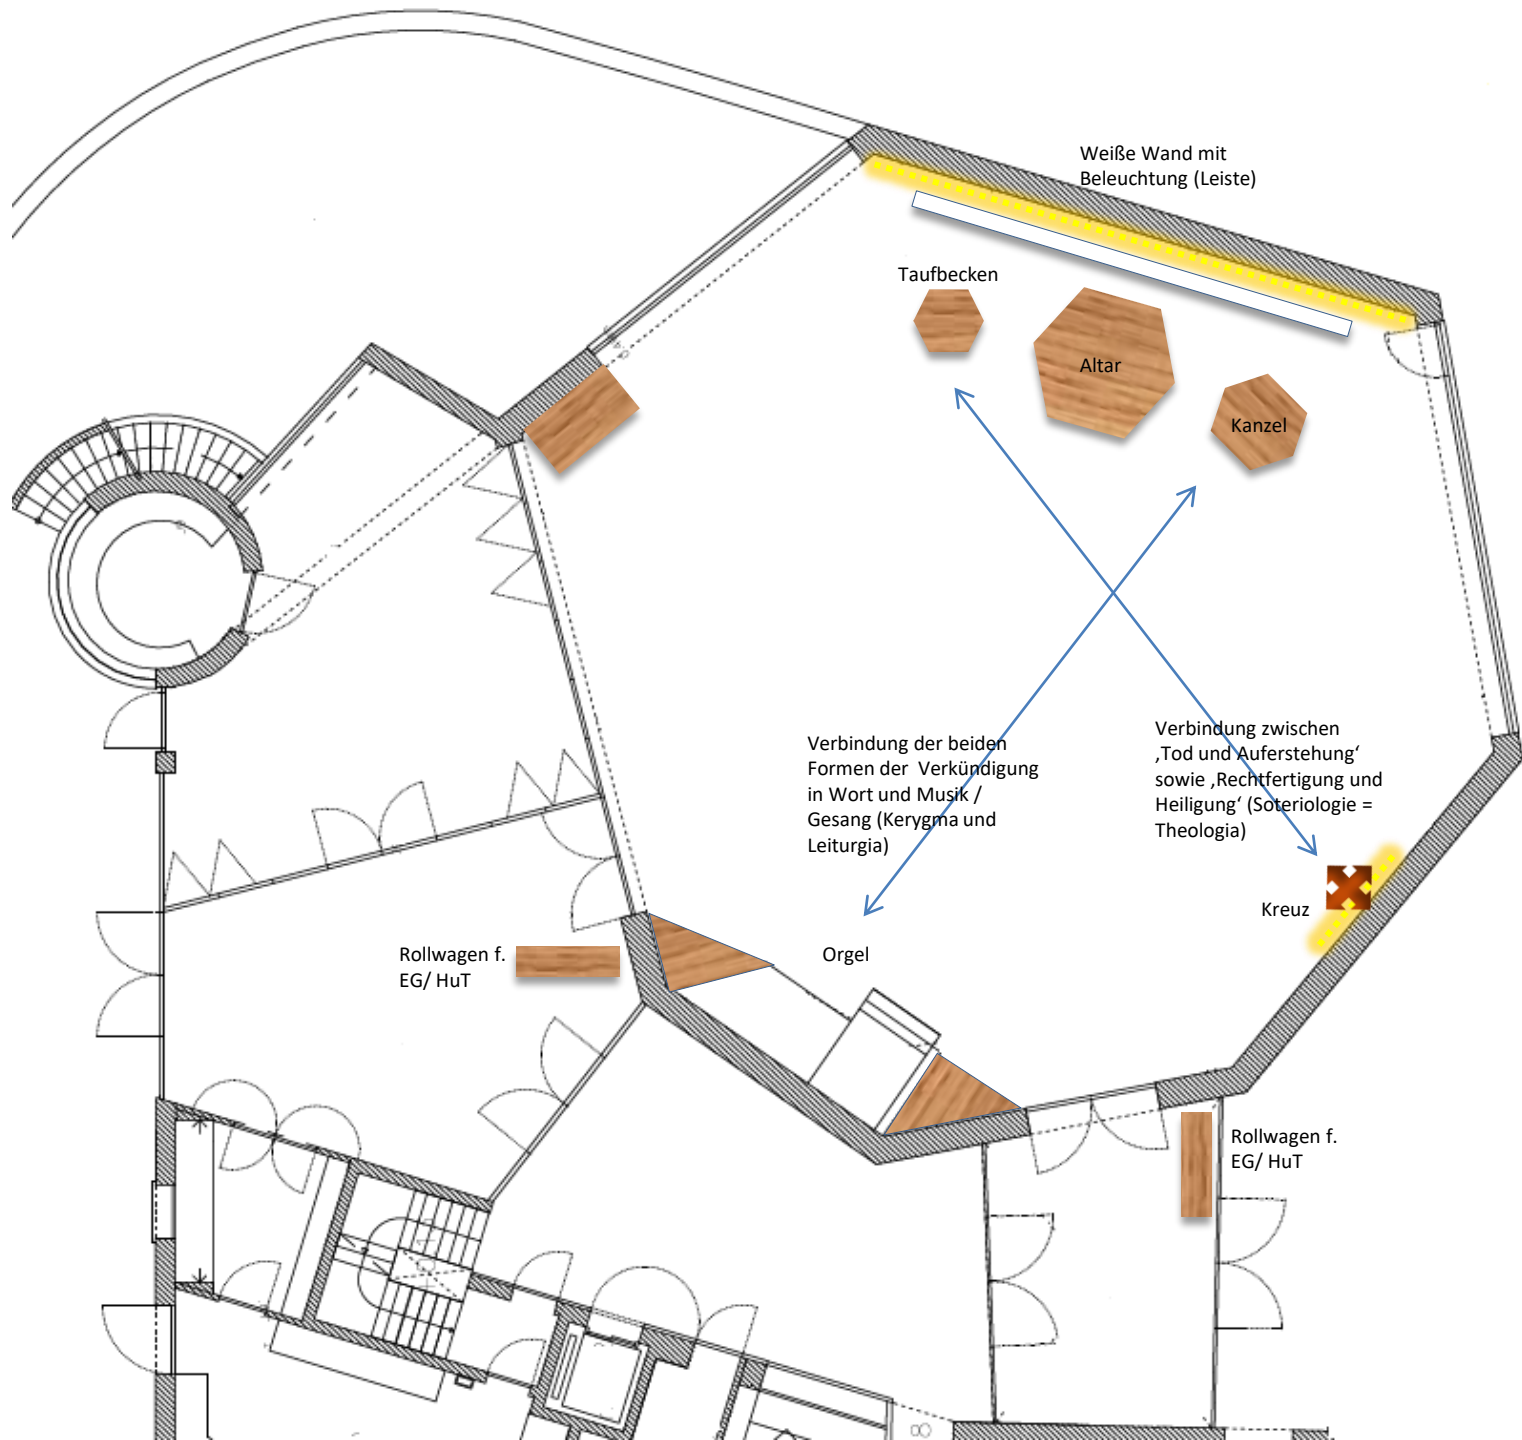 Weiße Wand mit
Beleuchtung (Leiste)
Taufbecken
Altar
Kanzel
Verbindung der beiden
Formen der Verkündigung
in Wort und Musik /
Gesang (Kerygma und
Leiturgia)
Verbindung zwischen
‚Tod und Auferstehung‘
sowie ‚Rechtfertigung und
Heiligung‘ (Soteriologie =
Theologia)
Kreuz
Orgel
Rollwagen f.
EG/ HuT
Rollwagen f.
EG/ HuT